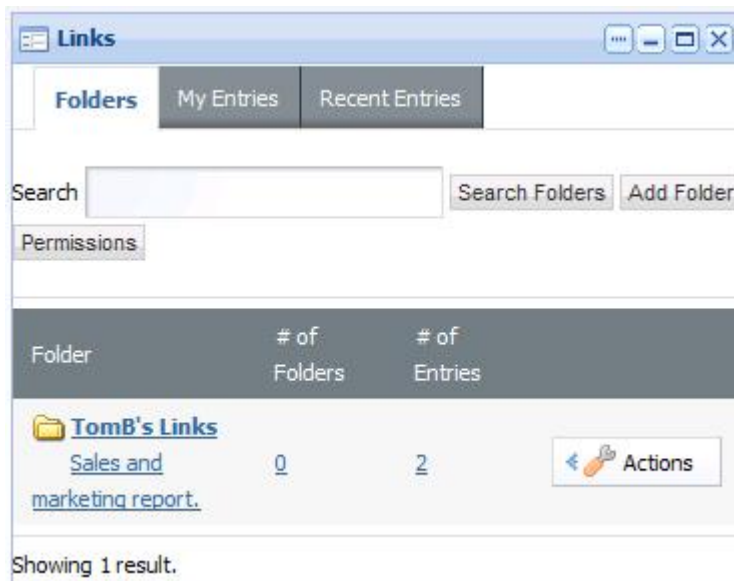 Links
Folders My Entries Recent Entries
Search Search Folders Add Folder
Permissions
Folder # of Folders # of Entries
TomB's Links
Sales and 0 2 Actions
marketing report.
Showing 1 result.